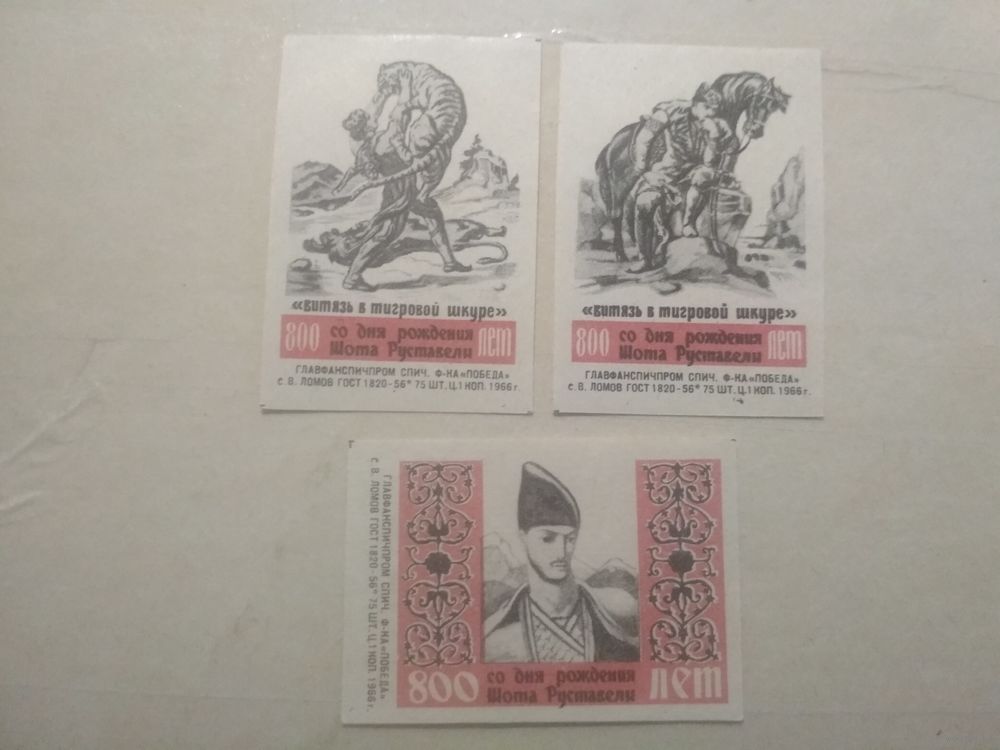 «витязь в тигровой шкуре»
800 со дня рождения лет
Шота Руставели
ГЛАВФАНСПИЧПРОМ СПИЧ. Ф-КА «ПОБЕДА»
с. В. ЛОМОВ ГОСТ 1820-56* 75 ШТ. Ц. 1 КОП. 1966 г.
«витязь в тигровой шкуре»
800 со дня рождения лет
Шота Руставели
ГЛАВФАНСПИЧПРОМ СПИЧ. Ф-КА «ПОБЕДА»
с. В. ЛОМОВ ГОСТ 1820-56* 75 ШТ. Ц. 1 КОП. 1966 г.
ГЛАВФАНСПИЧПРОМ СПИЧ. Ф-КА «ПОБЕДА»
с. В. ЛОМОВ ГОСТ 1820-56* 75 ШТ. Ц. 1 КОП. 1966 г.
800 со дня рождения лет
Шота Руставели